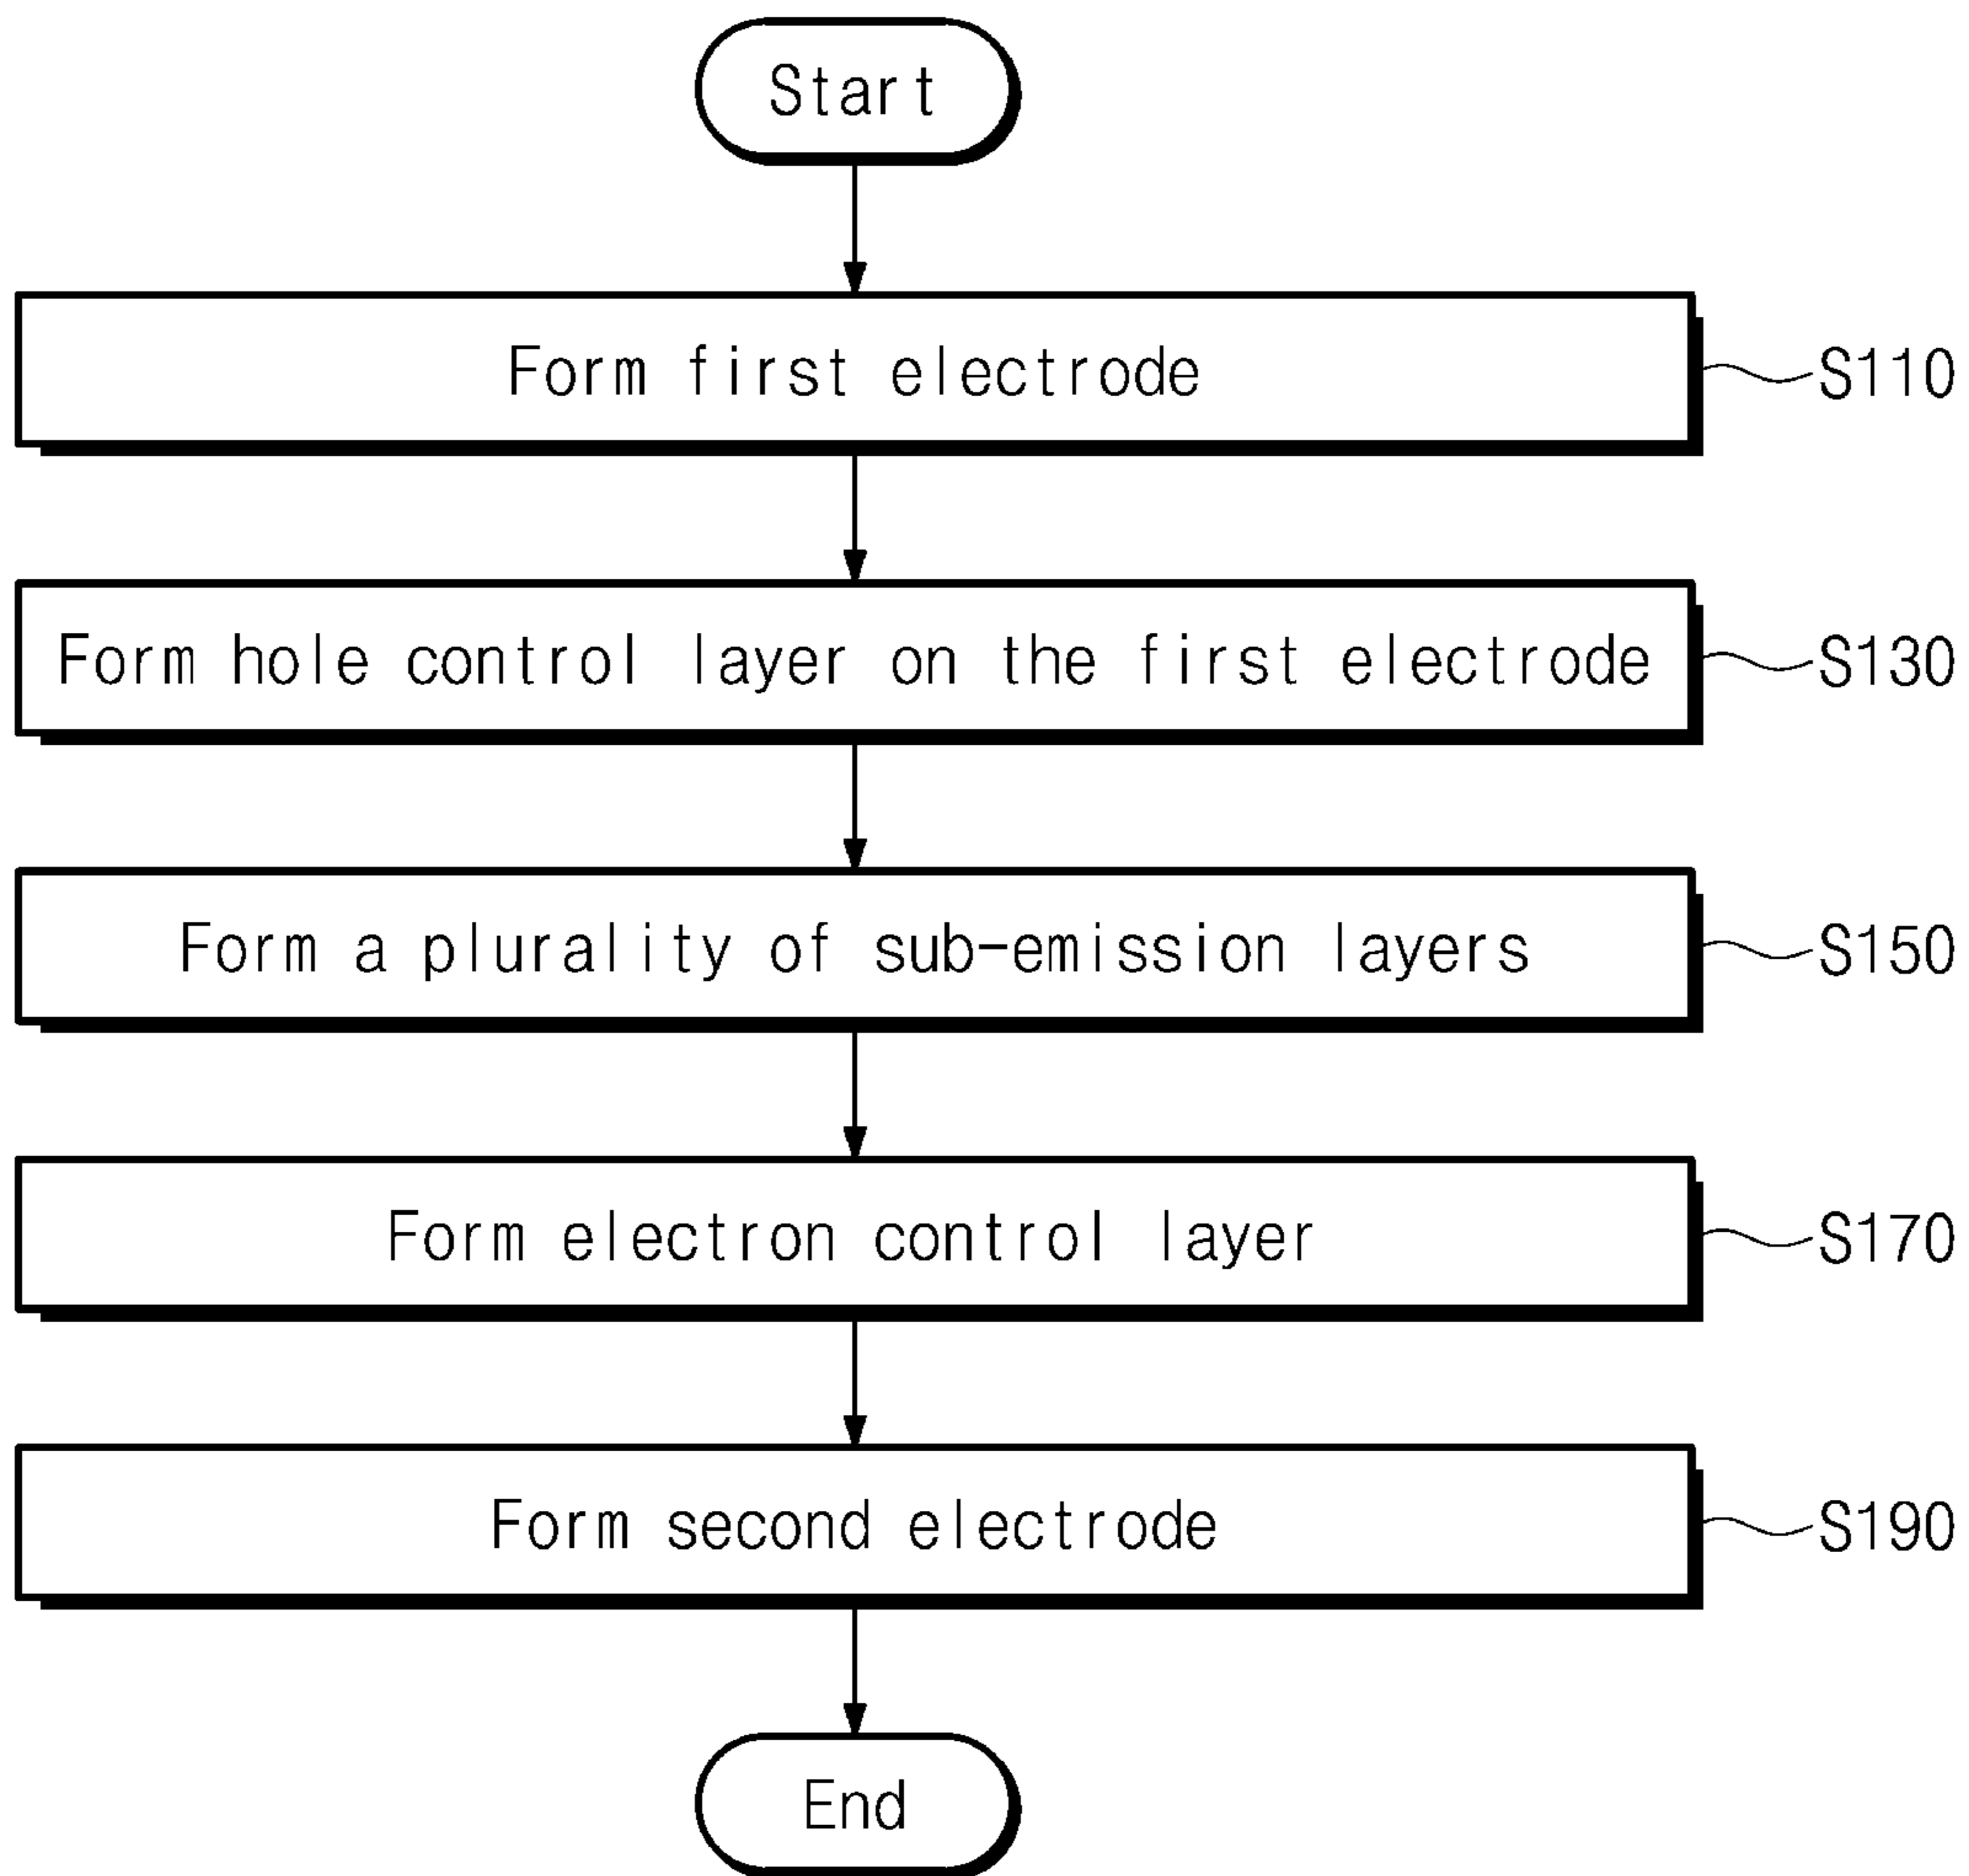 Start
Form first electrode
S110
Form hole control layer on the first electrode
S130
Form a plurality of sub-emission layers
S150
Form electron control layer
S170
Form second electrode
S190
End